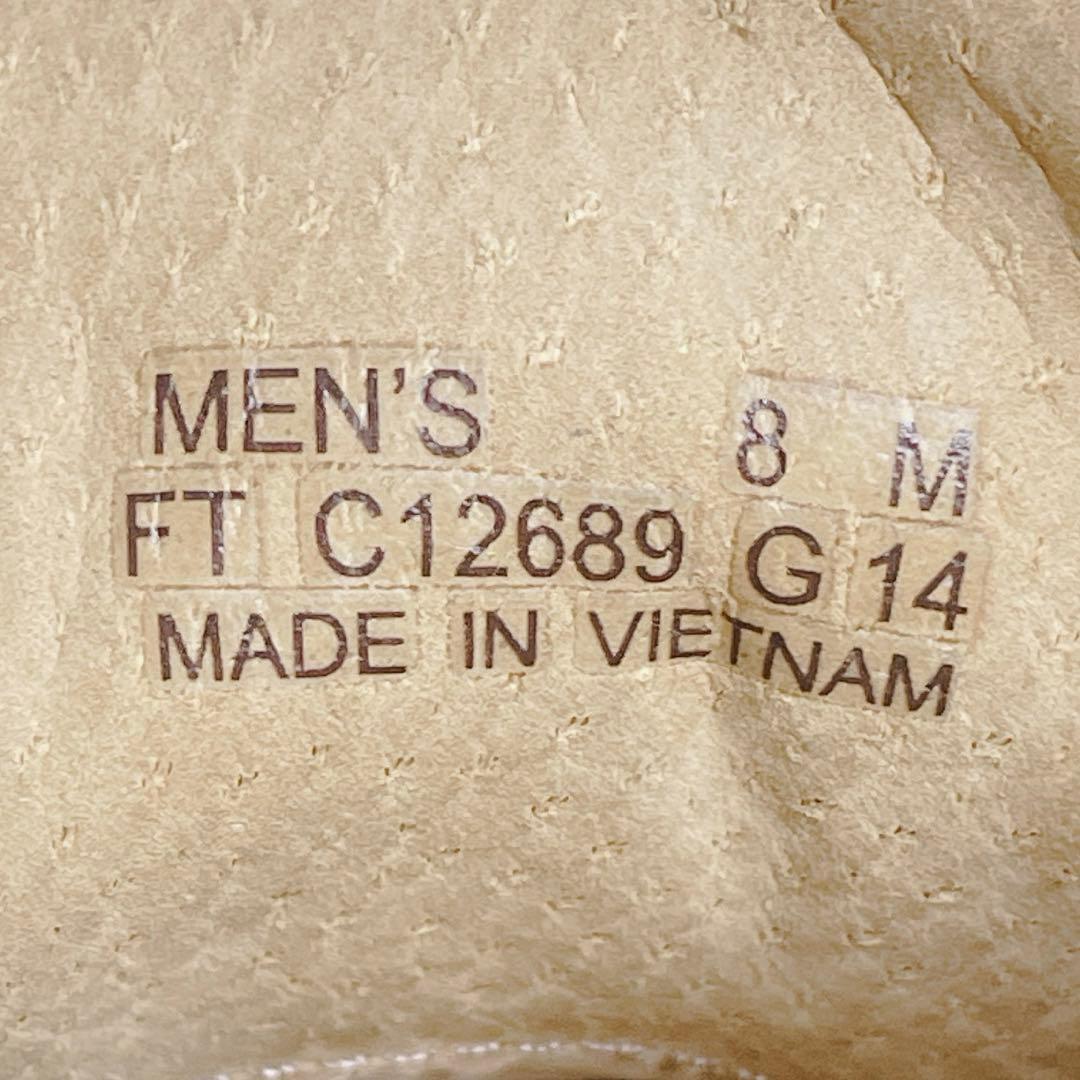 MEN'S 8 M
FT C12689 G 14
MADE IN VIETNAM